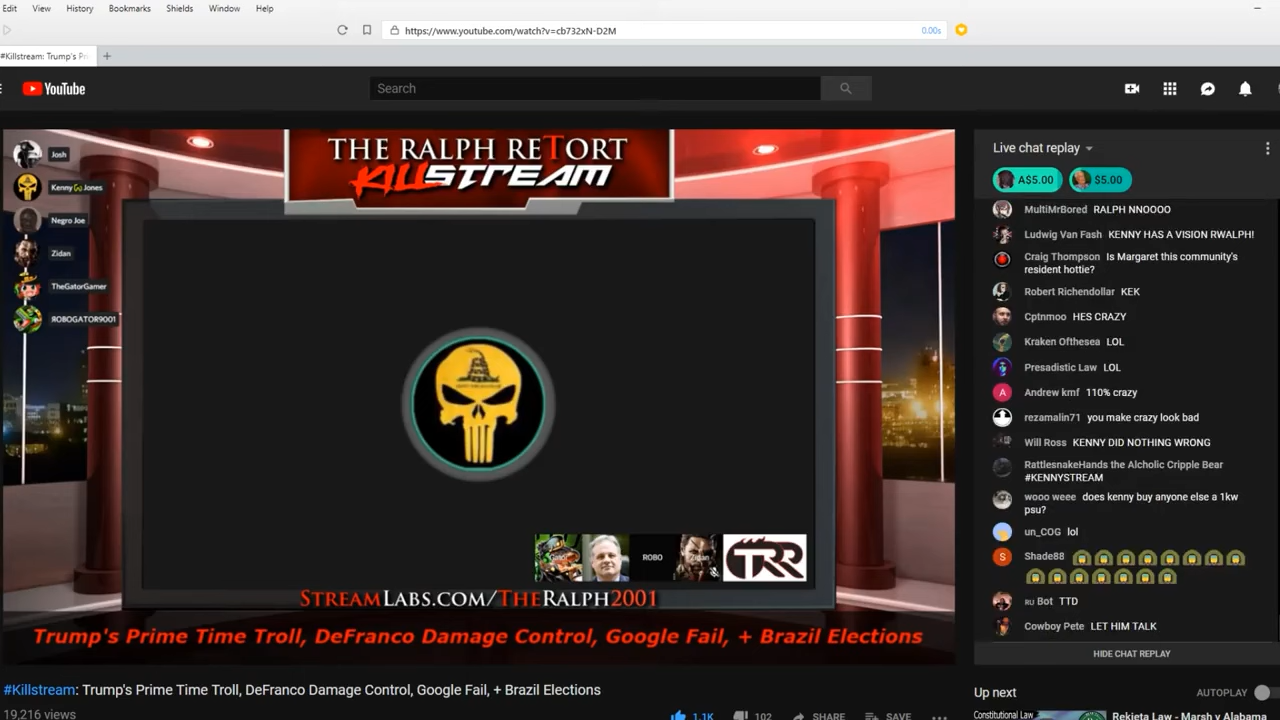 Edit View History Bookmarks Shields Window Help
https://www.youtube.com/watch?v=cb732xN-D2M 0.00s
#Killstream: Trump's Pri
YouTube
Search
THE RALPH RETORT
KILLSTREAM
Josh
Kenny Jones
Negro Joe
Zidan
TheGatorGamer
ROBOGATOR9001
ROBO
Zidan
TRR
STREAMLABS.COM/THERALPH2001
Trump's Prime Time Troll, DeFranco Damage Control, Google Fail, + Brazil Elections
#Killstream: Trump's Prime Time Troll, DeFranco Damage Control, Google Fail, + Brazil Elections
19,216 views
1.1K 102 SHARE SAVE
Live chat replay
A$5.00 $5.00
MultiMrBored RALPH NNOOOO
Ludwig Van Fash KENNY HAS A VISION RWALPH!
Craig Thompson Is Margaret this community's
resident hottie?
Robert Richendollar KEK
Cptnmoo HES CRAZY
Kraken Ofthesea LOL
Presadistic Law LOL
A Andrew kmf 110% crazy
rezamalin71 you make crazy look bad
Will Ross KENNY DID NOTHING WRONG
RattlesnakeHands the Alcholic Cripple Bear
#KENNYSTREAM
wooo weee does kenny buy anyone else a 1kw
psu?
un_COG lol
S Shade88
RU Bot TTD
Cowboy Pete LET HIM TALK
HIDE CHAT REPLAY
Up next AUTOPLAY
Constitutional Law
Rekieta Law - Marsh v Alabama